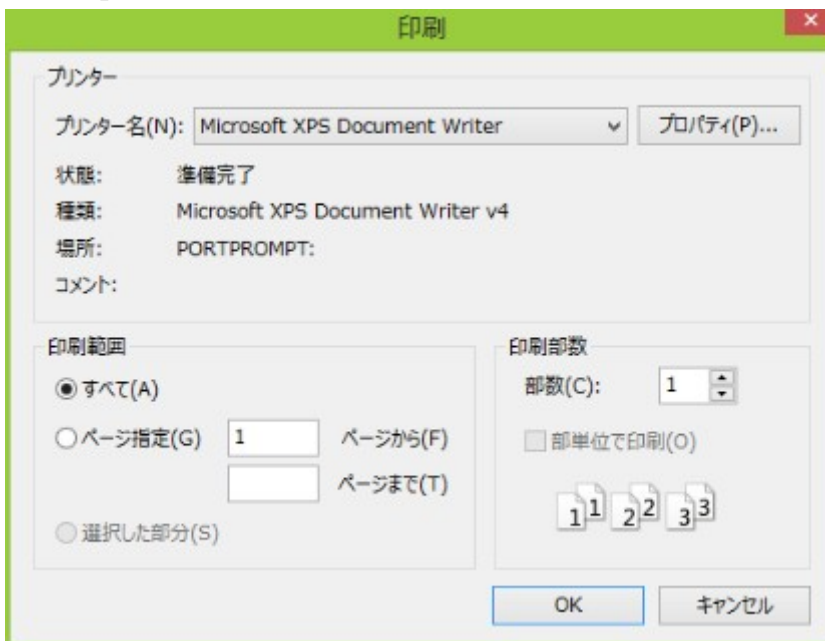 印刷
プリンター
プリンター名(N): Microsoft XPS Document Writer プロパティ(P)...
状態: 準備完了
種類: Microsoft XPS Document Writer v4
場所: PORTPROMPT:
コメント:
印刷範囲
すべて(A)
ページ指定(G) 1 ページから(F)
ページまで(T)
選択した部分(S)
印刷部数
部数(C): 1
部単位で印刷(O)
1 1 2 2 3 3
OK キャンセル